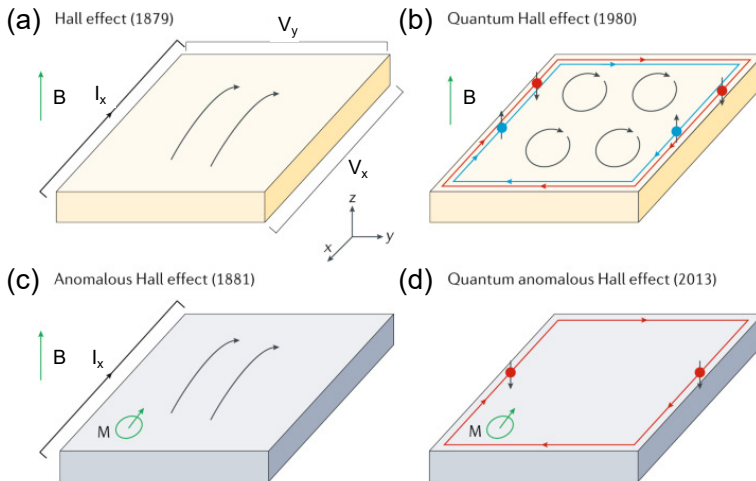 (a) Hall effect (1879)
V_y
B
I_x
V_x
z
y
x
(b) Quantum Hall effect (1980)
B
(c) Anomalous Hall effect (1881)
B
I_x
M
(d) Quantum anomalous Hall effect (2013)
M